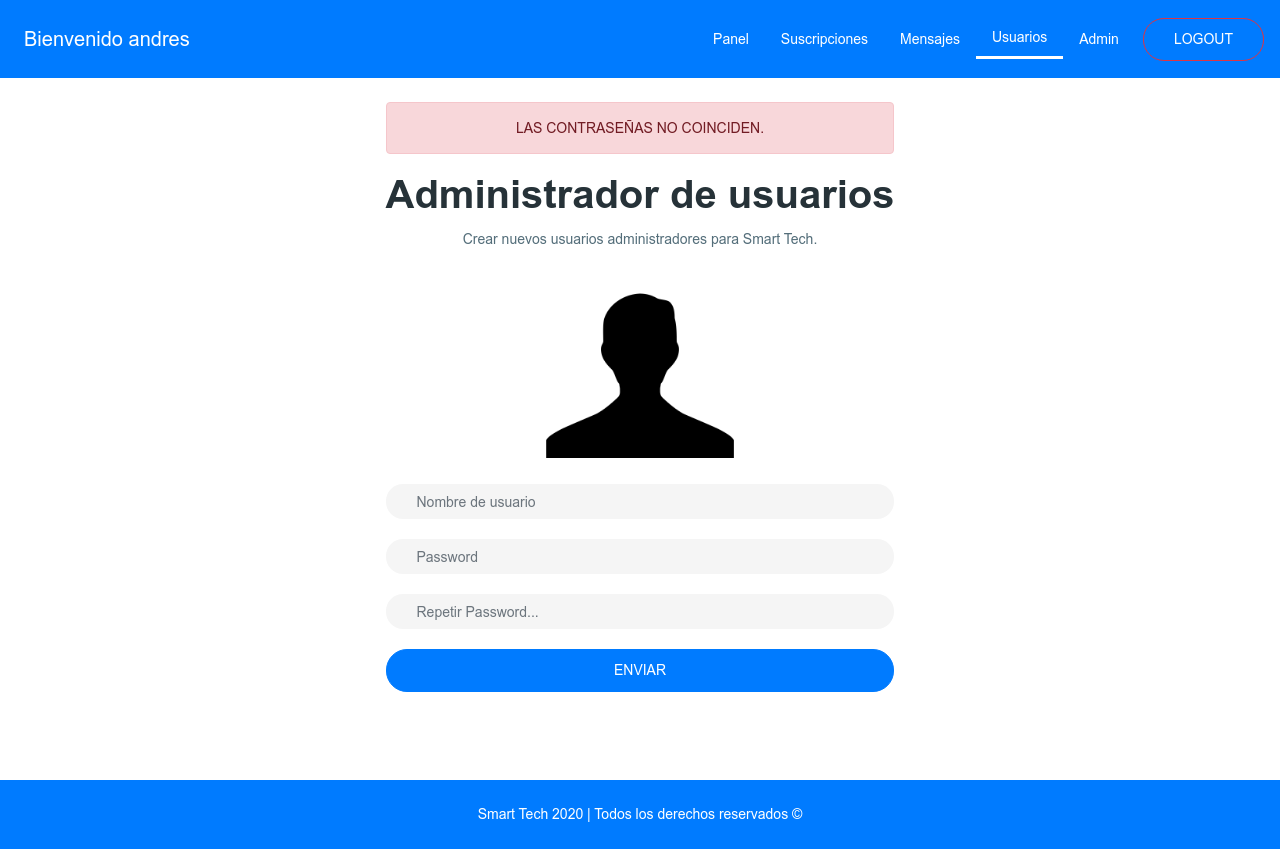 Bienvenido andres
Panel
Suscripciones
Mensajes
Usuarios
Admin
LOGOUT
LAS CONTRASEÑAS NO COINCIDEN.
Administrador de usuarios
Crear nuevos usuarios administradores para Smart Tech.
Nombre de usuario
Password
Repetir Password...
ENVIAR
Smart Tech 2020 | Todos los derechos reservados ©